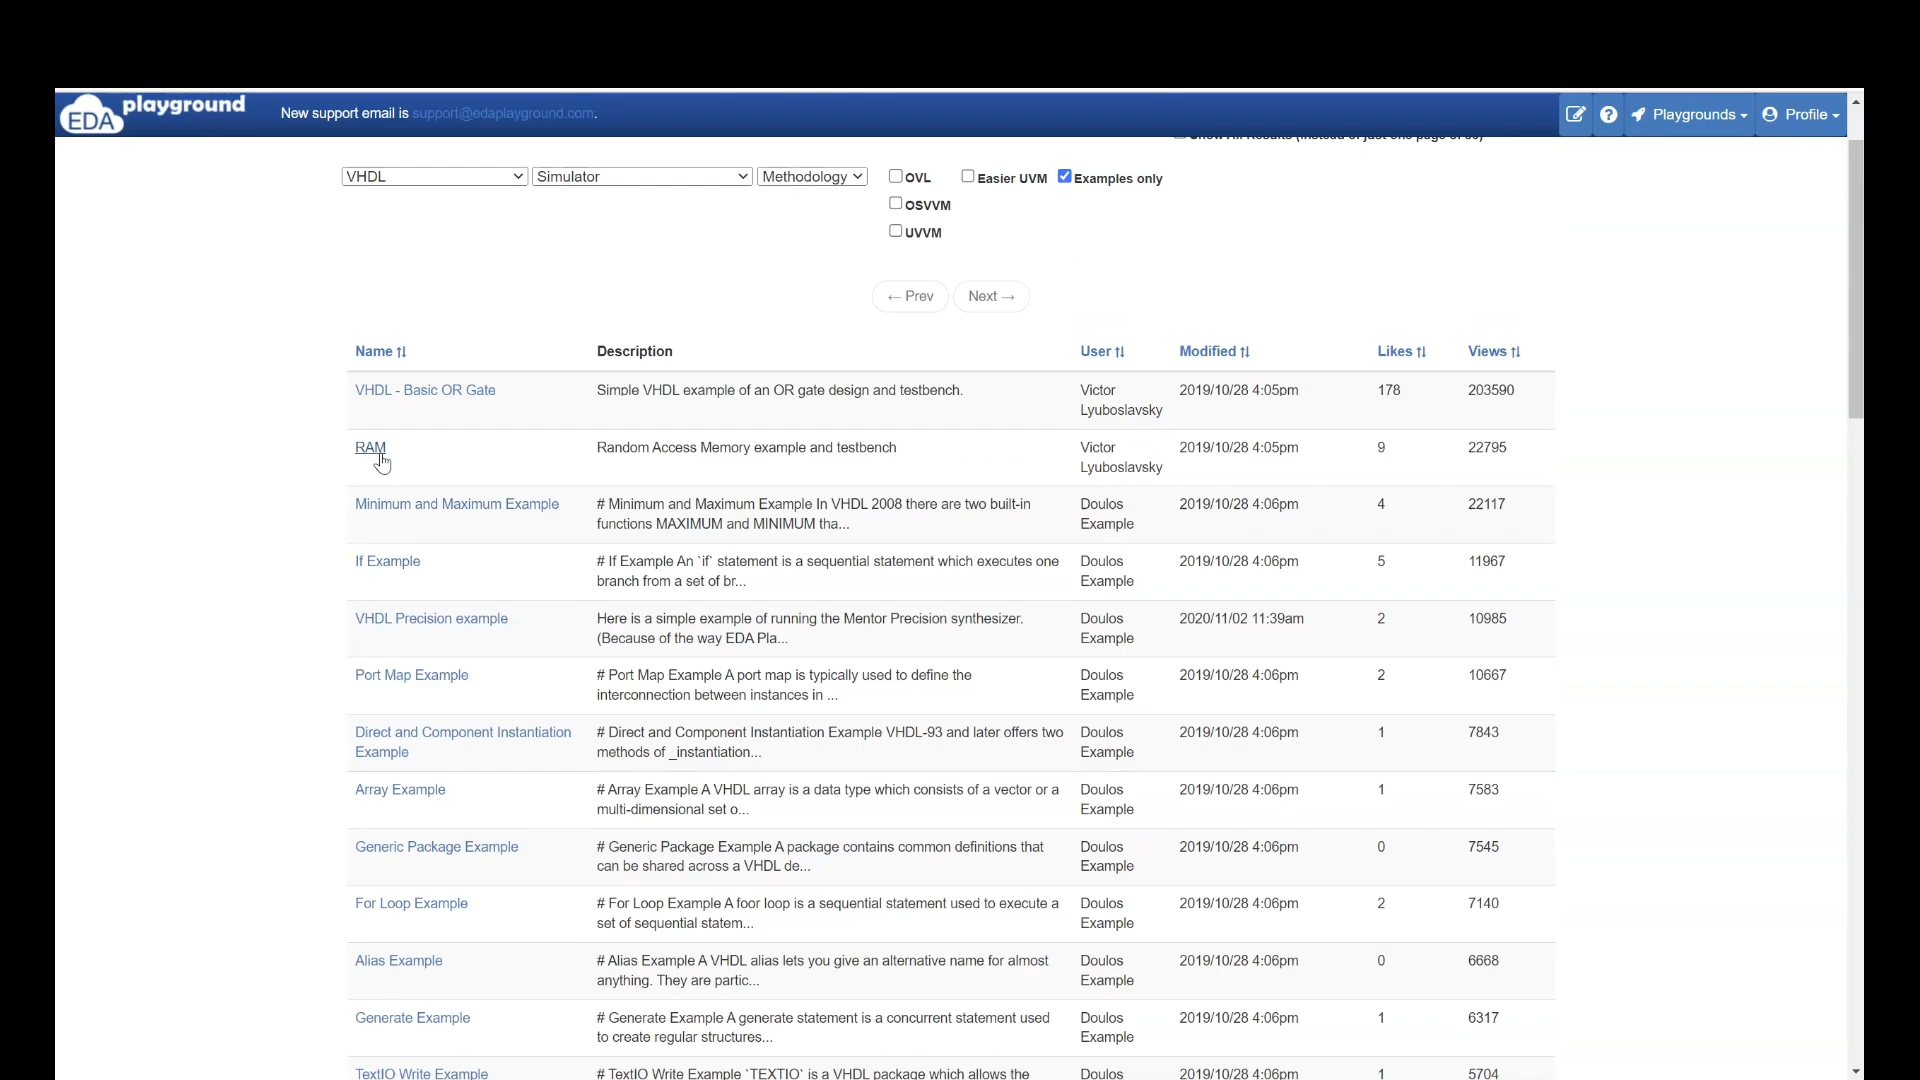 EDA playground
New support email is support@edaplayground.com.
Playgrounds
Profile
Show All Results (instead of just one page of 50)
VHDL
Simulator
Methodology
OVL
Easier UVM
Examples only
OSVVM
UVVM
← Prev
Next →
Name ↑↓ Description User ↑↓ Modified ↑↓ Likes ↑↓ Views ↑↓
VHDL - Basic OR Gate Simple VHDL example of an OR gate design and testbench. Victor 2019/10/28 4:05pm 178 203590
Lyuboslavsky
RAM Random Access Memory example and testbench Victor 2019/10/28 4:05pm 9 22795
Lyuboslavsky
Minimum and Maximum Example # Minimum and Maximum Example In VHDL 2008 there are two built-in Doulos 2019/10/28 4:06pm 4 22117
functions MAXIMUM and MINIMUM tha... Example
If Example # If Example An `if` statement is a sequential statement which executes one Doulos 2019/10/28 4:06pm 5 11967
branch from a set of br... Example
VHDL Precision example Here is a simple example of running the Mentor Precision synthesizer. Doulos 2020/11/02 11:39am 2 10985
(Because of the way EDA Pla... Example
Port Map Example # Port Map Example A port map is typically used to define the Doulos 2019/10/28 4:06pm 2 10667
interconnection between instances in ... Example
Direct and Component Instantiation # Direct and Component Instantiation Example VHDL-93 and later offers two Doulos 2019/10/28 4:06pm 1 7843
Example methods of _instantiation... Example
Array Example # Array Example A VHDL array is a data type which consists of a vector or a Doulos 2019/10/28 4:06pm 1 7583
multi-dimensional set o... Example
Generic Package Example # Generic Package Example A package contains common definitions that Doulos 2019/10/28 4:06pm 0 7545
can be shared across a VHDL de... Example
For Loop Example # For Loop Example A foor loop is a sequential statement used to execute a Doulos 2019/10/28 4:06pm 2 7140
set of sequential statem... Example
Alias Example # Alias Example A VHDL alias lets you give an alternative name for almost Doulos 2019/10/28 4:06pm 0 6668
anything. They are partic... Example
Generate Example # Generate Example A generate statement is a concurrent statement used Doulos 2019/10/28 4:06pm 1 6317
to create regular structures... Example
TextIO Write Example # TextIO Write Example `TEXTIO` is a VHDL package which allows the Doulos 2019/10/28 4:06pm 1 5704